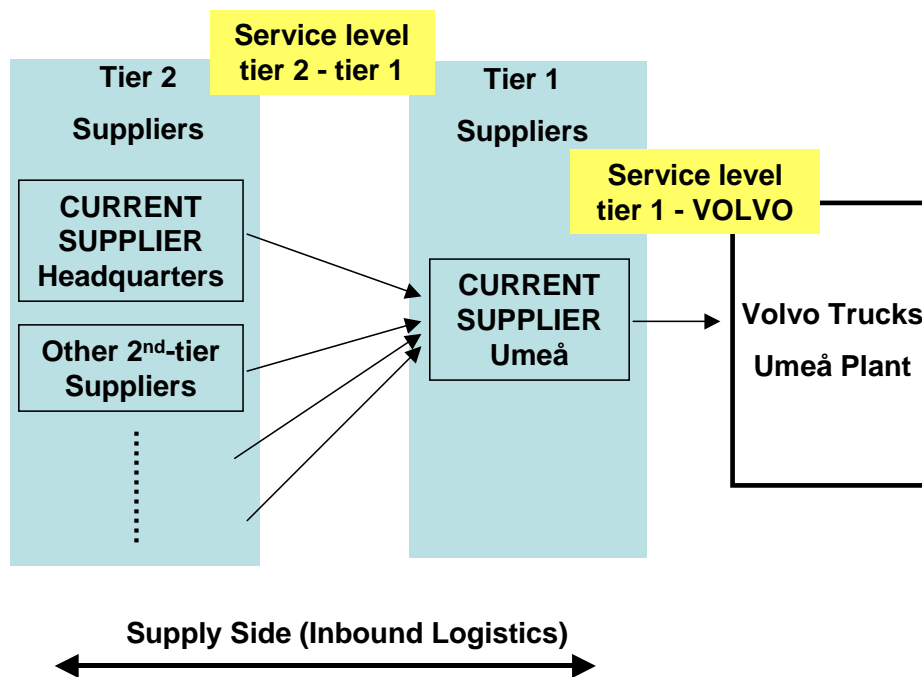 Service level
tier 2 - tier 1
Tier 2
Suppliers
Tier 1
Suppliers
Service level
tier 1 - VOLVO
CURRENT
SUPPLIER
Headquarters
Other 2nd-tier
Suppliers
CURRENT
SUPPLIER
Umeå
Volvo Trucks
Umeå Plant
Supply Side (Inbound Logistics)